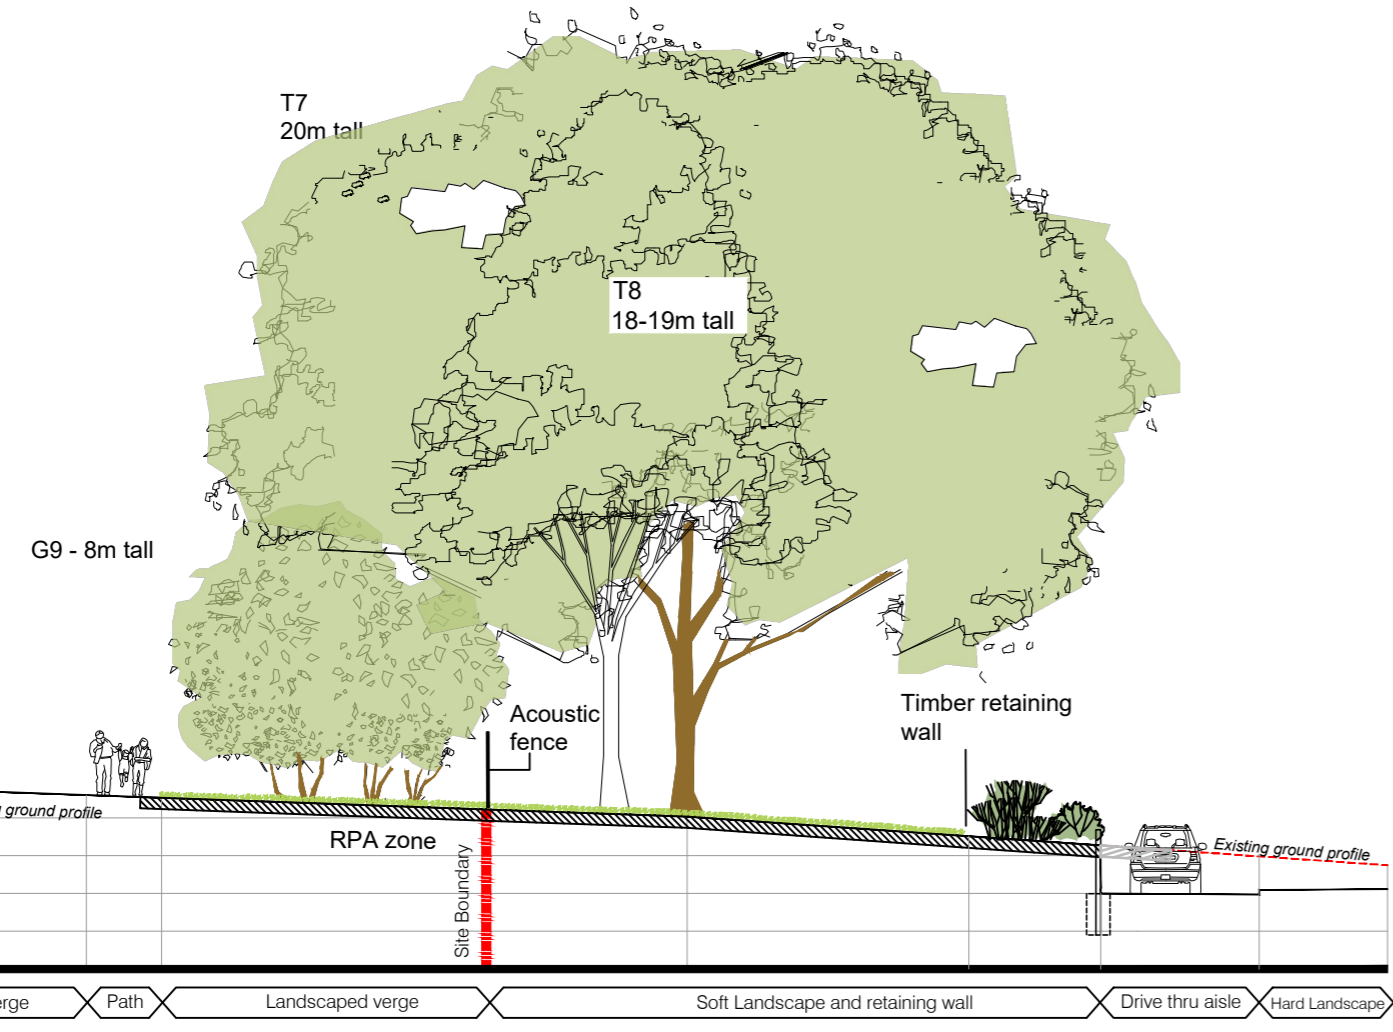 T7
20m tall
T8
18-19m tall
G9 - 8m tall
Acoustic
fence
Timber retaining
wall
ground profile
RPA zone
Existing ground profile
Site Boundary
erge
Path
Landscaped verge
Soft Landscape and retaining wall
Drive thru aisle
Hard Landscape